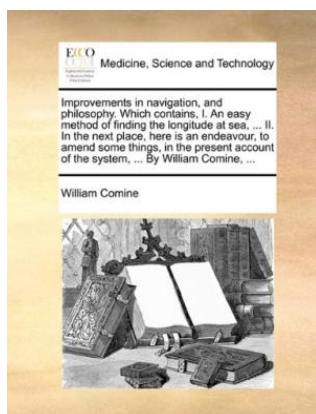 ECCO
Medicine, Science and Technology
Improvements in navigation, and
philosophy. Which contains, I. An easy
method of finding the longitude at sea, ... II.
In the next place, here is an endeavour, to
amend some things, in the present account
of the system, ... By William Comine, ...
William Comine